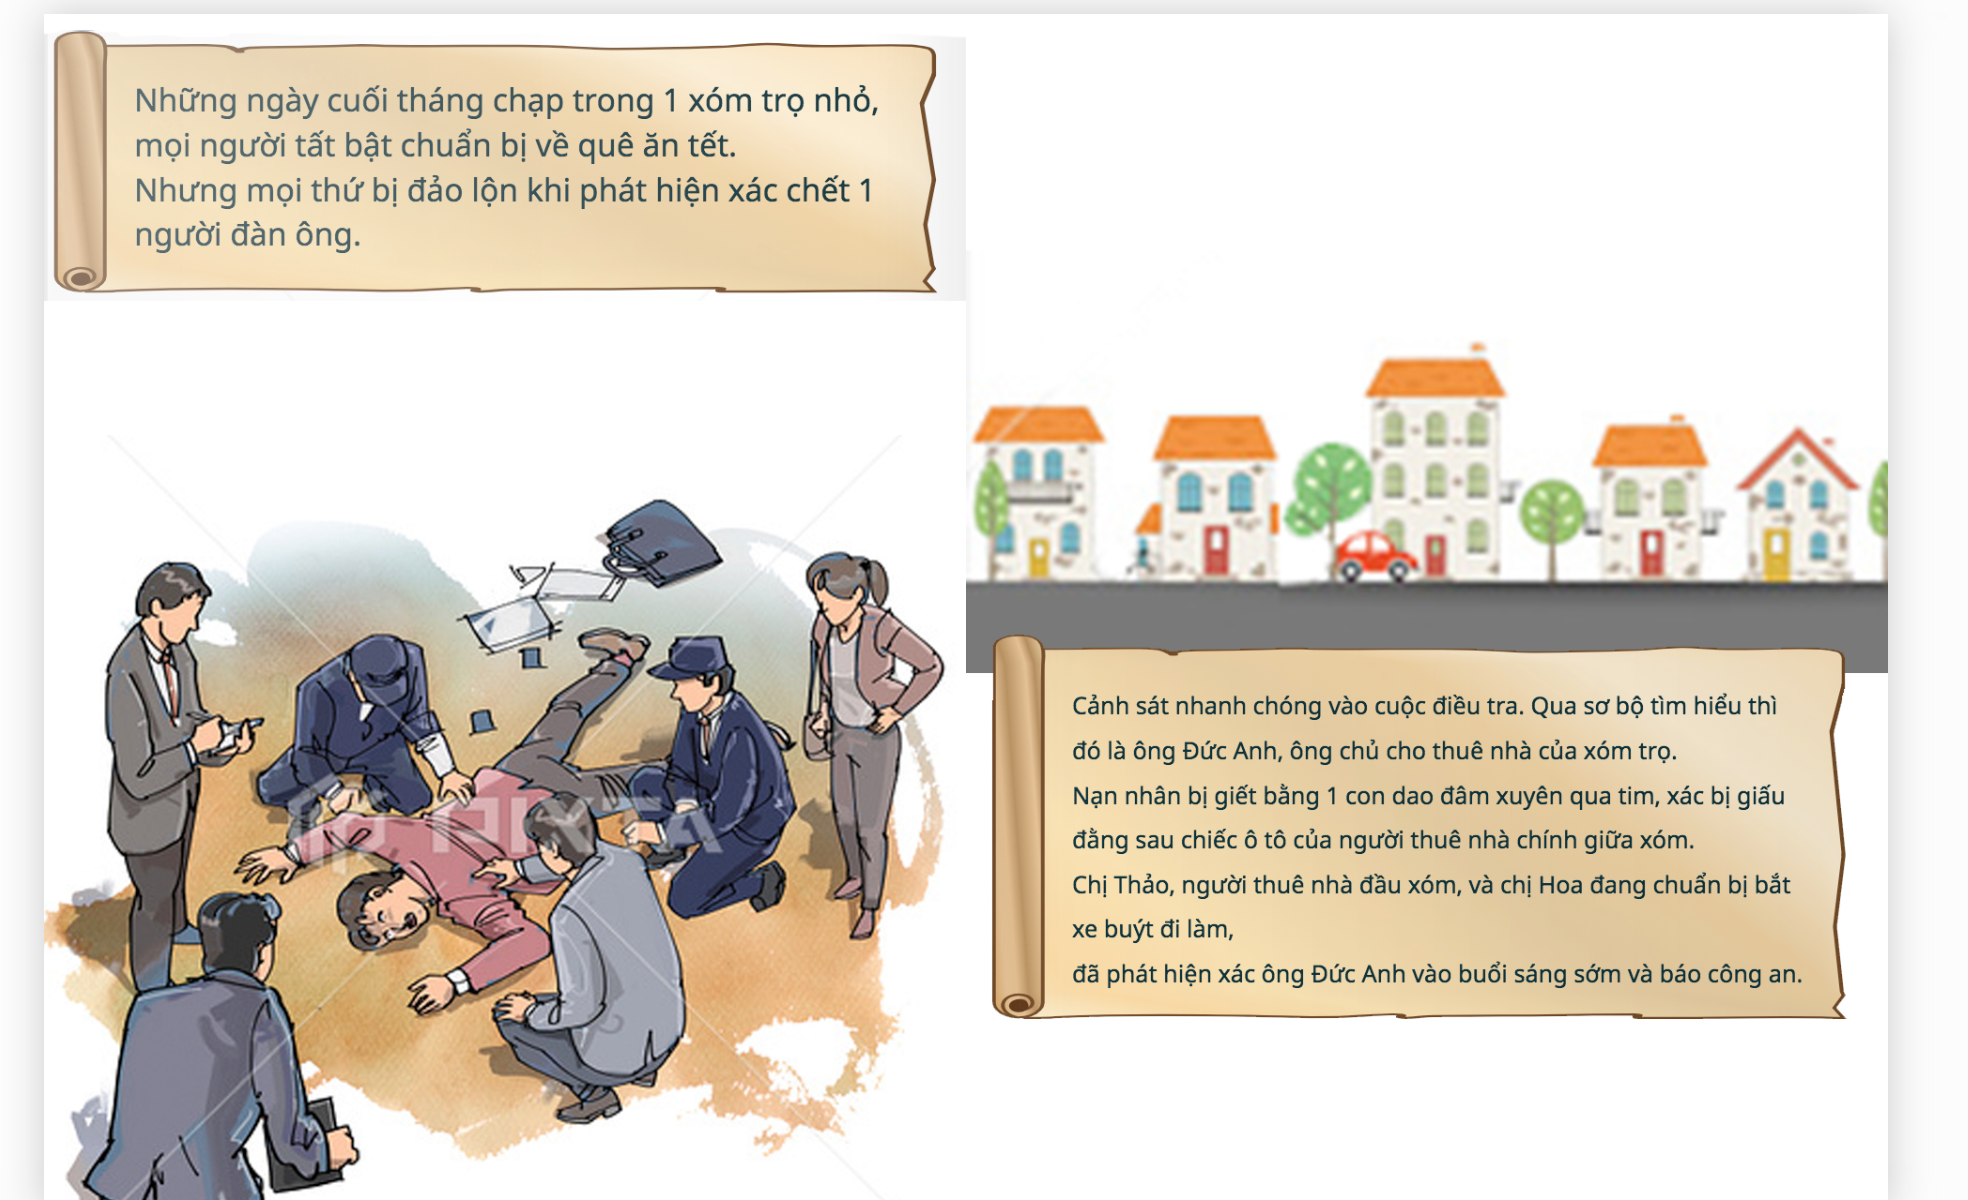 Những ngày cuối tháng chạp trong 1 xóm trọ nhỏ,
mọi người tất bật chuẩn bị về quê ăn tết.
Nhưng mọi thứ bị đảo lộn khi phát hiện xác chết 1
người đàn ông.
PIXTA
Cảnh sát nhanh chóng vào cuộc điều tra. Qua sơ bộ tìm hiểu thì
đó là ông Đức Anh, ông chủ cho thuê nhà của xóm trọ.
Nạn nhân bị giết bằng 1 con dao đâm xuyên qua tim, xác bị giấu
đằng sau chiếc ô tô của người thuê nhà chính giữa xóm.
Chị Thảo, người thuê nhà đầu xóm, và chị Hoa đang chuẩn bị bắt
xe buýt đi làm,
đã phát hiện xác ông Đức Anh vào buổi sáng sớm và báo công an.